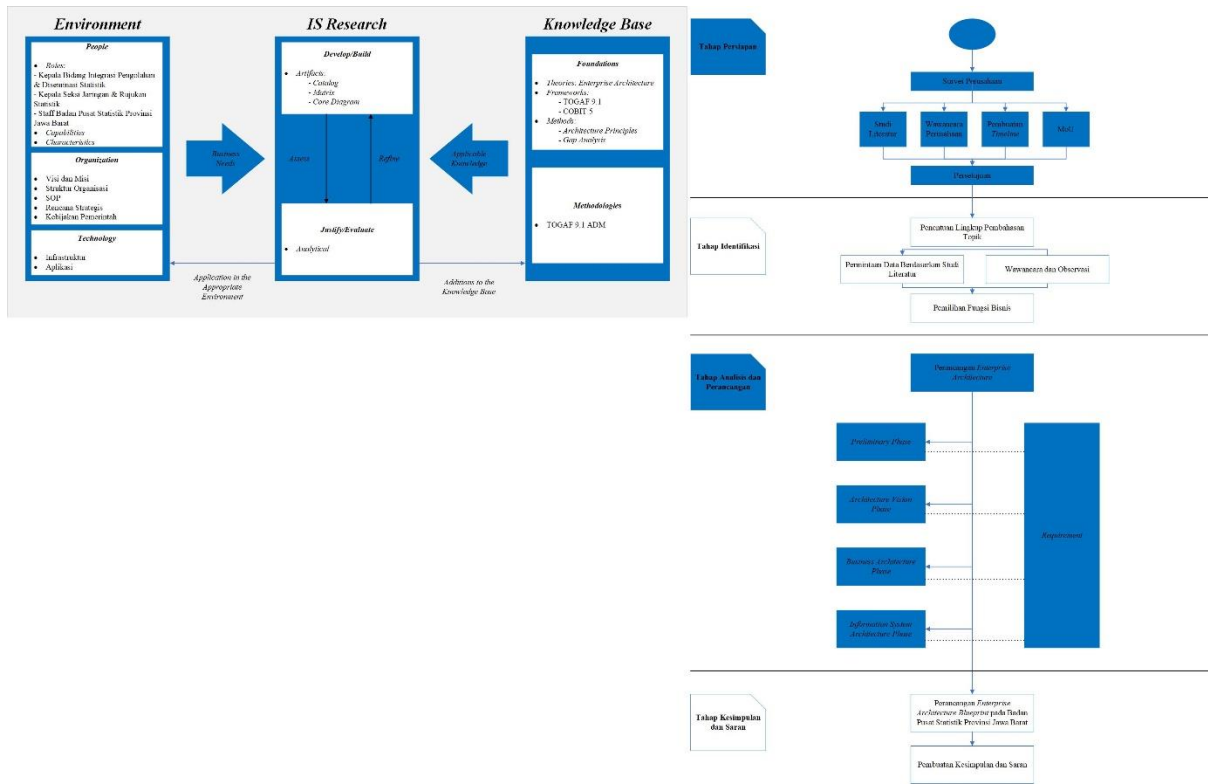 Environment
People
• Roles:
- Kepala Bidang Integrasi Pengolahan
& Diseminasi Statistik
- Kepala Seksi Jaringan & Rujukan
Statistik
- Staff Badan Pusat Statistik Provinsi
Jawa Barat
• Capabilities
• Characteristics
Organization
• Visi dan Misi
• Struktur Organisasi
• SOP
• Rencana Strategis
• Kebijakan Pemerintah
Technology
• Infrastruktur
• Aplikasi
Business
Needs
IS Research
Develop/Build
• Artifacts:
- Catalog
- Matrix
- Core Diagram
Assess
Refine
Justify/Evaluate
• Analytical
Applicable
Knowledge
Knowledge Base
Foundations
• Theories: Enterprise Architecture
• Frameworks:
- TOGAF 9.1
- COBIT 5
• Methods:
- Architecture Principles
- Gap Analysis
Methodologies
• TOGAF 9.1 ADM
Application in the
Appropriate
Environment
Additions to the
Knowledge Base
Tahap Persiapan
Survei Perusahaan
Studi
Literatur
Wawancara
Perusahaan
Pembuatan
Timeline
MoU
Persetujuan
Tahap Identifikasi
Penentuan Lingkup Pembahasan
Topik
Permintaan Data Berdasarkan Studi
Literatur
Wawancara dan Observasi
Pemilihan Fungsi Bisnis
Tahap Analisis dan
Perancangan
Perancangan Enterprise
Architecture
Preliminary Phase
Architecture Vision
Phase
Business Architecture
Phase
Information System
Architecture Phase
Requirement
Tahap Kesimpulan
dan Saran
Perancangan Enterprise
Architecture Blueprint pada Badan
Pusat Statistik Provinsi Jawa Barat
Pembuatan Kesimpulan dan Saran